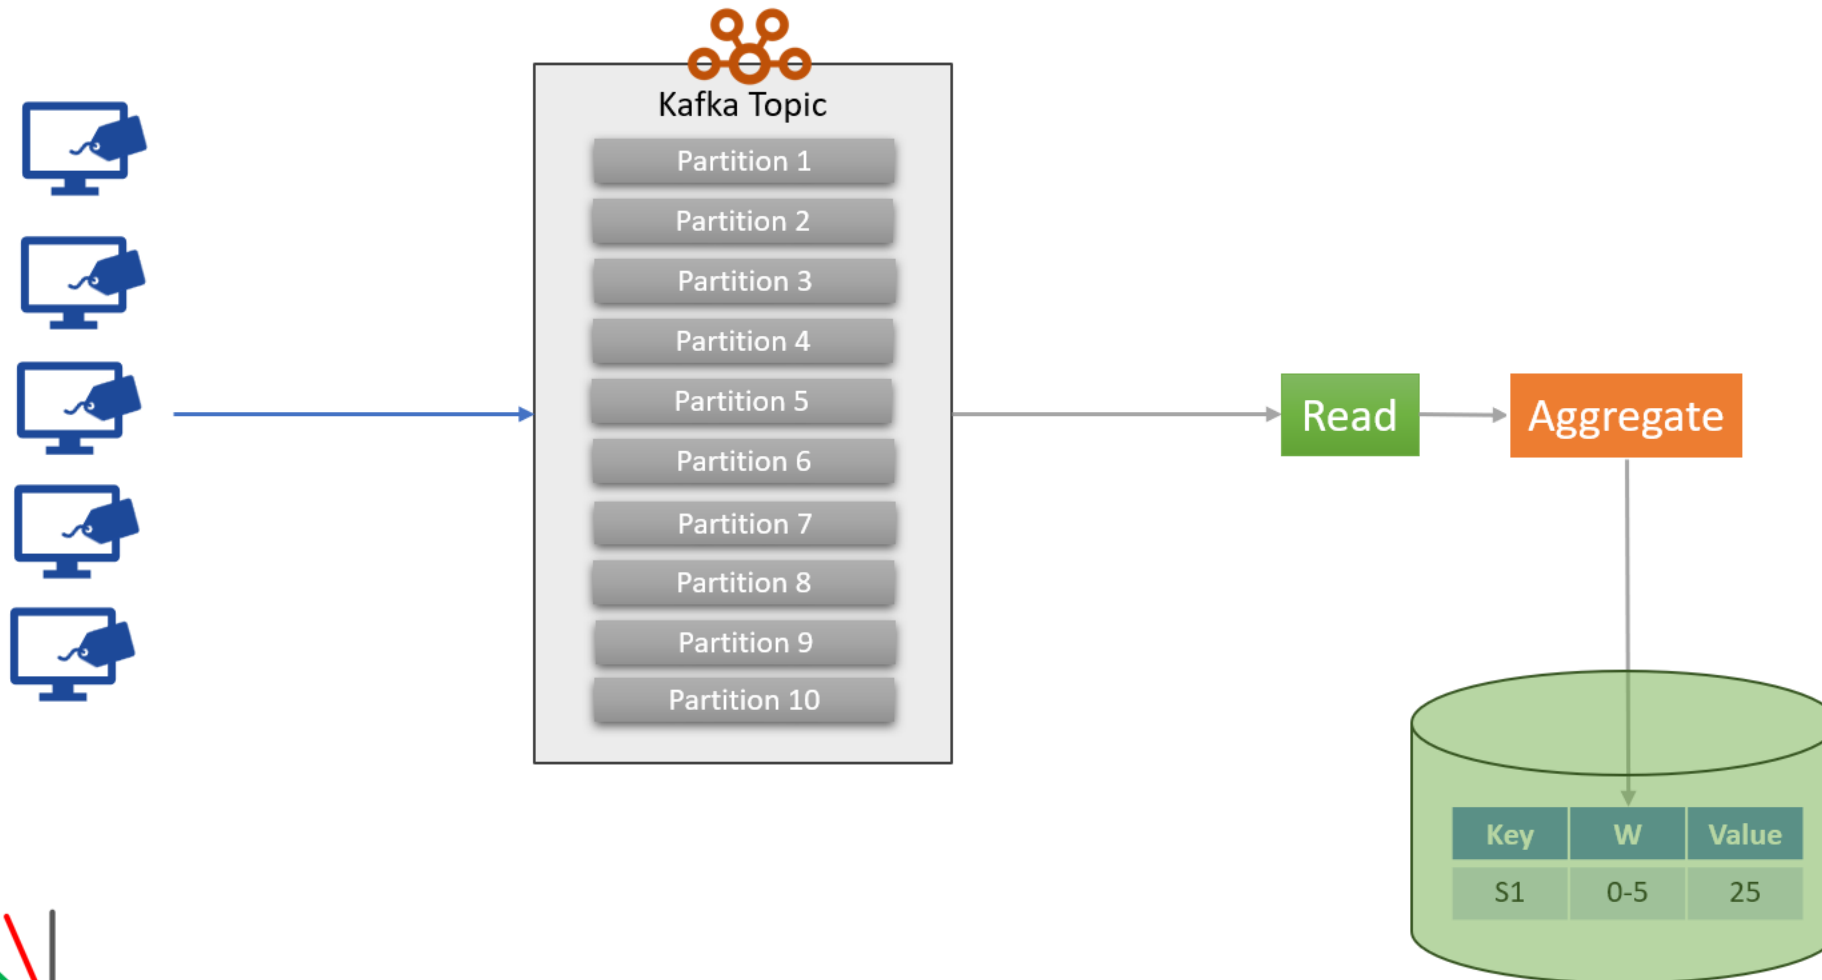 Kafka Topic
Partition 1
Partition 2
Partition 3
Partition 4
Partition 5
Partition 6
Partition 7
Partition 8
Partition 9
Partition 10
Read
Aggregate
Key W Value
S1 0-5 25